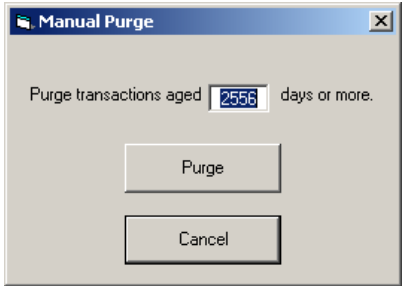 Manual Purge
Purge transactions aged 2556 days or more.
Purge
Cancel